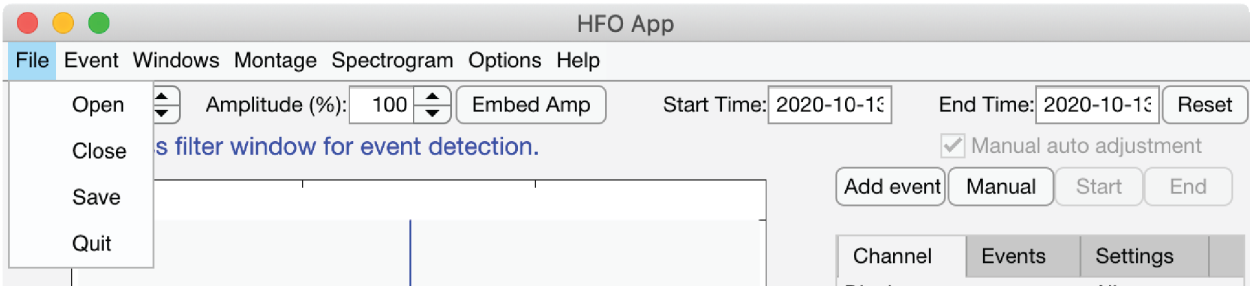 HFO App
File Event Windows Montage Spectrogram Options Help
Open
Close
Save
Quit
Amplitude (%): 100 Embed Amp Start Time: 2020-10-13 End Time: 2020-10-13 Reset
s filter window for event detection.
Manual auto adjustment
Add event Manual Start End
Channel Events Settings